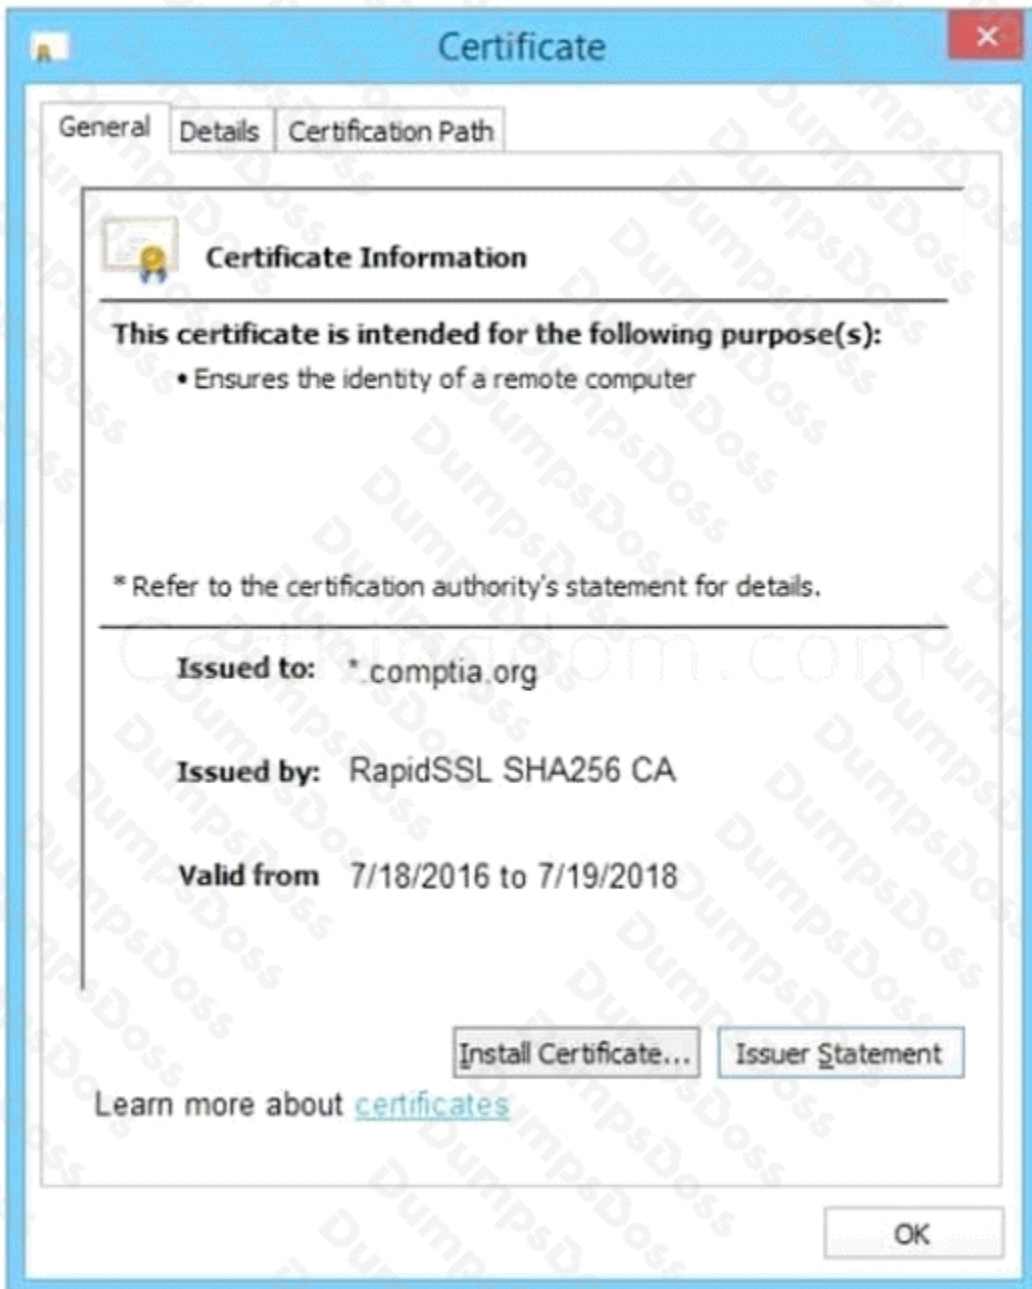 Certificate
General Details Certification Path
Certificate Information
This certificate is intended for the following purpose(s):
• Ensures the identity of a remote computer
* Refer to the certification authority's statement for details.
Issued to: *.comptia.org
Issued by: RapidSSL SHA256 CA
Valid from 7/18/2016 to 7/19/2018
Install Certificate... Issuer Statement
Learn more about certificates
OK
DumpsDoss